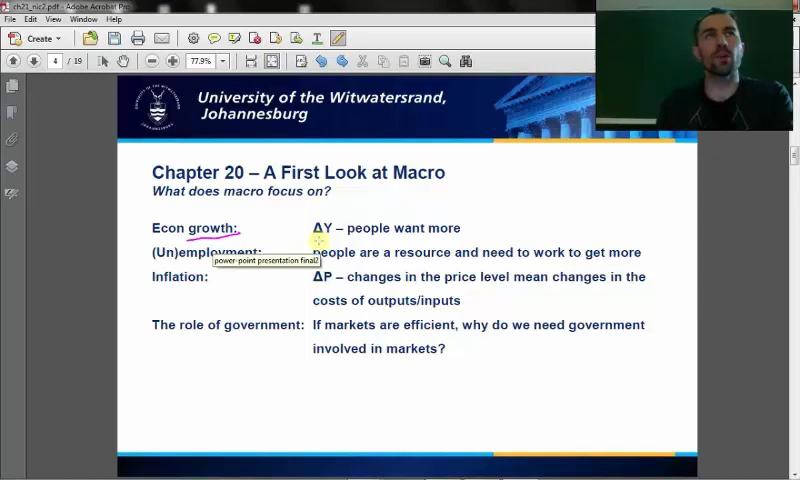 ch21_nic2.pdf - Adobe Acrobat Pro
File Edit View Window Help
Create
4 / 19
77.9%
University of the Witwatersrand,
Johannesburg
Chapter 20 – A First Look at Macro
What does macro focus on?
Econ growth: ΔY – people want more
(Un)employment: people are a resource and need to work to get more
power-point presentation final2
Inflation: ΔP – changes in the price level mean changes in the
costs of outputs/inputs
The role of government: If markets are efficient, why do we need government
involved in markets?